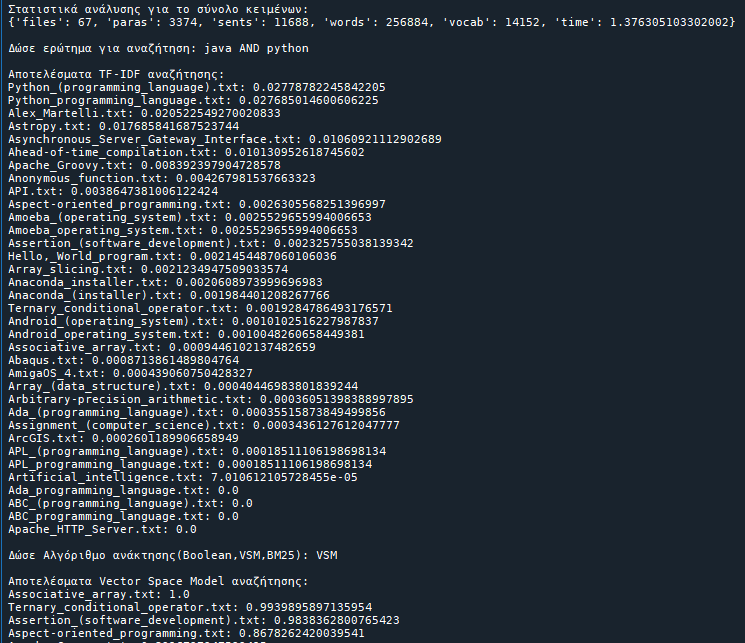 Στατιστικά ανάλυσης για το σύνολο κειμένων:
{'files': 67, 'paras': 3374, 'sents': 11688, 'words': 256884, 'vocab': 14152, 'time': 1.376305103302002}
Δώσε ερώτημα για αναζήτηση: java AND python
Αποτελέσματα TF-IDF αναζήτησης:
Python_(programming_language).txt: 0.02778782245842205
Python_programming_language.txt: 0.027685014600606225
Alex_Martelli.txt: 0.020522549270020833
Astropy.txt: 0.017685841687523744
Asynchronous_Server_Gateway_Interface.txt: 0.01060921112902689
Ahead-of-time_compilation.txt: 0.010130952618745602
Apache_Groovy.txt: 0.008392397904728578
Anonymous_function.txt: 0.004267981537663323
API.txt: 0.0038647381006122424
Aspect-oriented_programming.txt: 0.0026305568251396997
Amoeba_(operating_system).txt: 0.0025529655994006653
Amoeba_operating_system.txt: 0.0025529655994006653
Assertion_(software_development).txt: 0.002325755038139342
Hello,_World_program.txt: 0.0021454487060106036
Array_slicing.txt: 0.0021234947509033574
Anaconda_installer.txt: 0.0020608973999696983
Anaconda_(installer).txt: 0.001984401208267766
Ternary_conditional_operator.txt: 0.0019284786493176571
Android_(operating_system).txt: 0.0010102516227987837
Android_operating_system.txt: 0.0010048260658449381
Associative_array.txt: 0.0009446102137482659
Abaqus.txt: 0.0008713861489804764
AmigaOS_4.txt: 0.000439060750428327
Array_(data_structure).txt: 0.00040446983801839244
Arbitrary-precision_arithmetic.txt: 0.00036051398388997895
Ada_(programming_language).txt: 0.00035515873849499856
Assignment_(computer_science).txt: 0.0003436127612047777
ArcGIS.txt: 0.0002601189906658949
APL_(programming_language).txt: 0.00018511106198698134
APL_programming_language.txt: 0.00018511106198698134
Artificial_intelligence.txt: 7.010612105728455e-05
Ada_programming_language.txt: 0.0
ABC_(programming_language).txt: 0.0
ABC_programming_language.txt: 0.0
Apache_HTTP_Server.txt: 0.0
Δώσε Αλγόριθμο ανάκτησης(Boolean,VSM,BM25): VSM
Αποτελέσματα Vector Space Model αναζήτησης:
Associative_array.txt: 1.0
Ternary_conditional_operator.txt: 0.9939895897135954
Assertion_(software_development).txt: 0.9838362800765423
Aspect-oriented_programming.txt: 0.8678262420039541